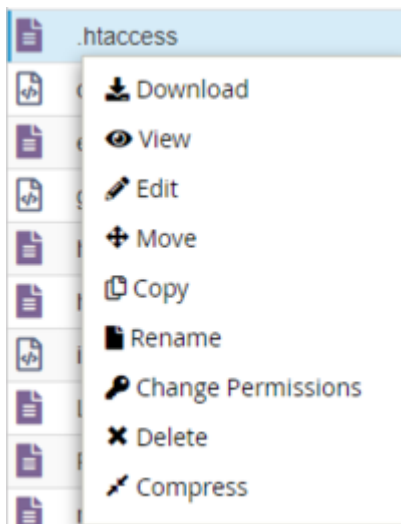 .htaccess
Download
View
Edit
Move
Copy
Rename
Change Permissions
Delete
Compress